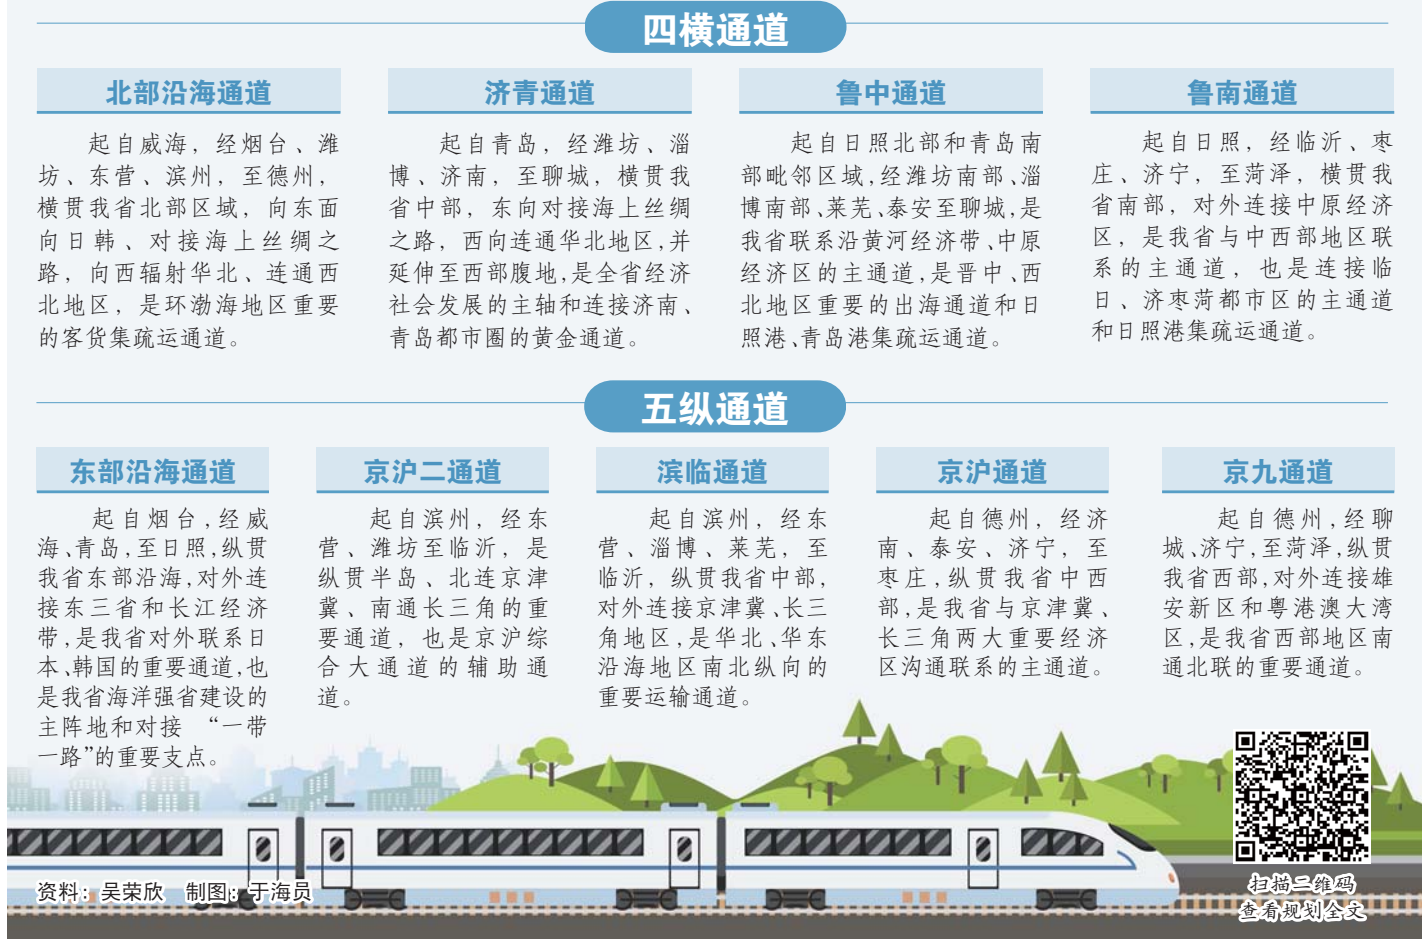 四横通道
北部沿海通道
起自威海，经烟台、潍
坊、东营、滨州，至德州，
横贯我省北部区域，向东面
向日韩、对接海上丝绸之
路，向西辐射华北、连通西
北地区，是环渤海地区重要
的客货集疏运通道。
济青通道
起自青岛，经潍坊、淄
博、济南，至聊城，横贯我
省中部，东向对接海上丝绸
之路，西向连通华北地区，并
延伸至西部腹地，是全省经济
社会发展的主轴和连接济南、
青岛都市圈的黄金通道。
鲁中通道
起自日照北部和青岛南
部毗邻区域，经潍坊南部、淄
博南部、莱芜、泰安至聊城，是
我省联系沿黄河经济带、中原
经济区的主通道，是晋中、西
北地区重要的出海通道和日
照港、青岛港集疏运通道。
鲁南通道
起自日照，经临沂、枣
庄、济宁，至菏泽，横贯我
省南部，对外连接中原经济
区，是我省与中西部地区联
系的主通道，也是连接临
日、济枣菏都市区的主通道
和日照港集疏运通道。
五纵通道
东部沿海通道
起自烟台，经威
海、青岛，至日照，纵贯
我省东部沿海，对外连
接东三省和长江经济
带，是我省对外联系日
本、韩国的重要通道，也
是我省海洋强省建设的
主阵地和对接 “一带
一路”的重要支点。
京沪二通道
起自滨州，经东
营、潍坊至临沂，是
纵贯半岛、北连京津
冀、南通长三角的重
要通道，也是京沪综
合大通道的辅助通
道。
滨临通道
起自滨州，经东
营、淄博、莱芜，至
临沂，纵贯我省中部，
对外连接京津冀、长三
角地区，是华北、华东
沿海地区南北纵向的
重要运输通道。
京沪通道
起自德州，经济
南、泰安、济宁，至
枣庄，纵贯我省中西
部，是我省与京津冀、
长三角两大重要经济
区沟通联系的主通道。
京九通道
起自德州，经聊
城、济宁，至菏泽，纵贯
我省西部，对外连接雄
安新区和粤港澳大湾
区，是我省西部地区南
通北联的重要通道。
资料：吴荣欣 制图：于海员
扫描二维码
查看规划全文